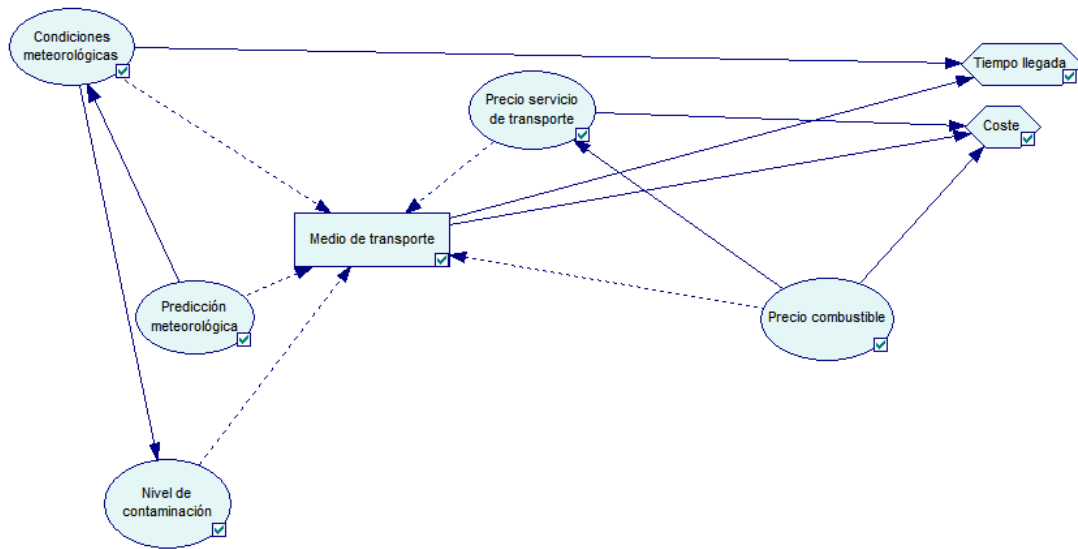 Condiciones
meteorológicas
Tiempo llegada
Precio servicio
de transporte
Coste
Medio de transporte
Predicción
meteorológica
Precio combustible
Nivel de
contaminación